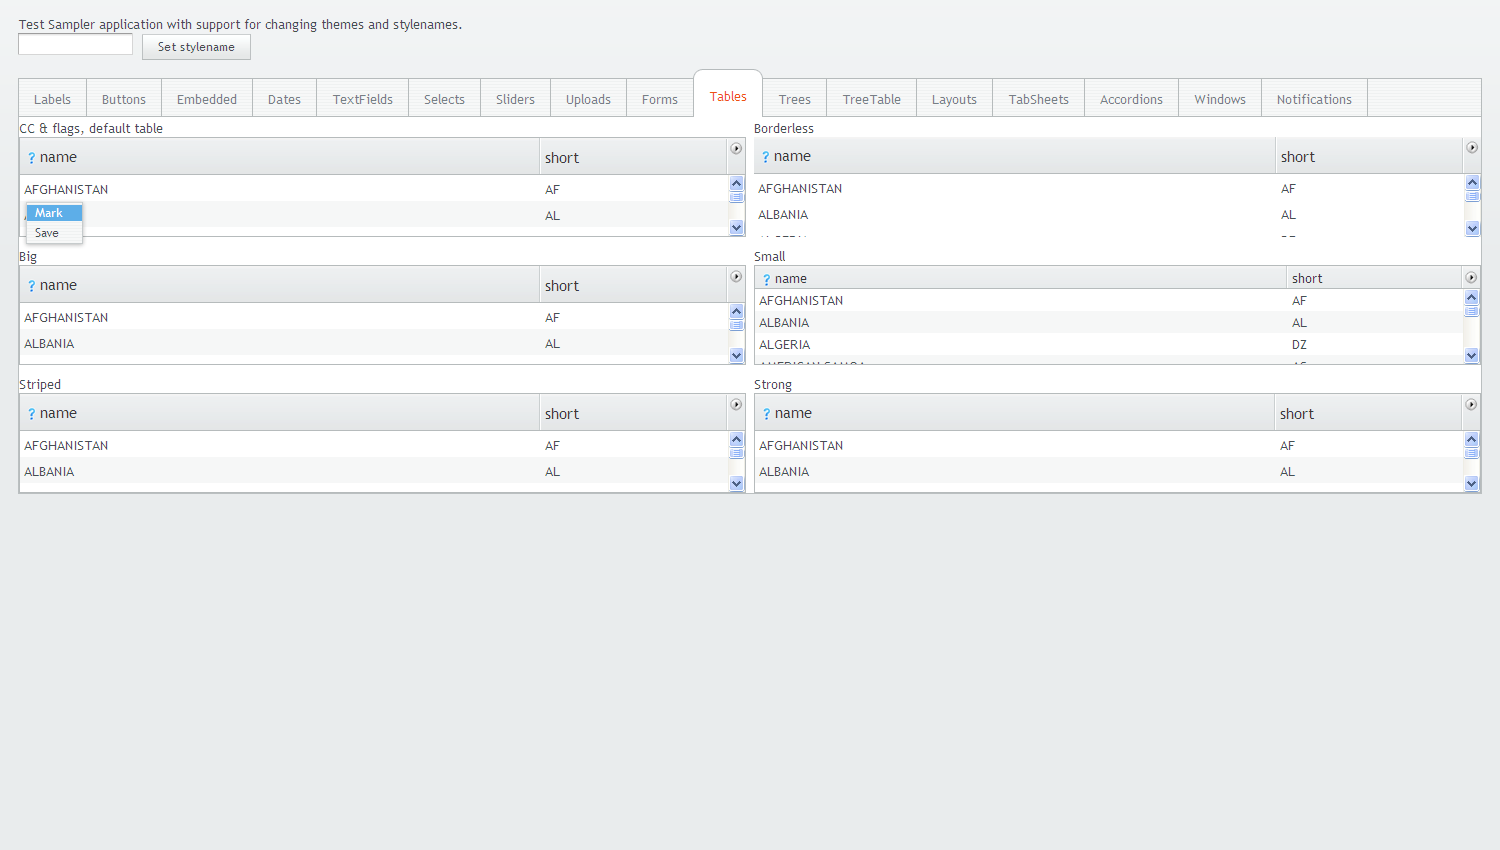 Test Sampler application with support for changing themes and stylenames.
Set stylename
Labels Buttons Embedded Dates TextFields Selects Sliders Uploads Forms Tables Trees TreeTable Layouts TabSheets Accordions Windows Notifications
CC & flags, default table
? name short
AFGHANISTAN AF
AL
Mark
Save
Borderless
? name short
AFGHANISTAN AF
ALBANIA AL
Big
? name short
AFGHANISTAN AF
ALBANIA AL
Small
? name short
AFGHANISTAN AF
ALBANIA AL
ALGERIA DZ
Striped
? name short
AFGHANISTAN AF
ALBANIA AL
Strong
? name short
AFGHANISTAN AF
ALBANIA AL